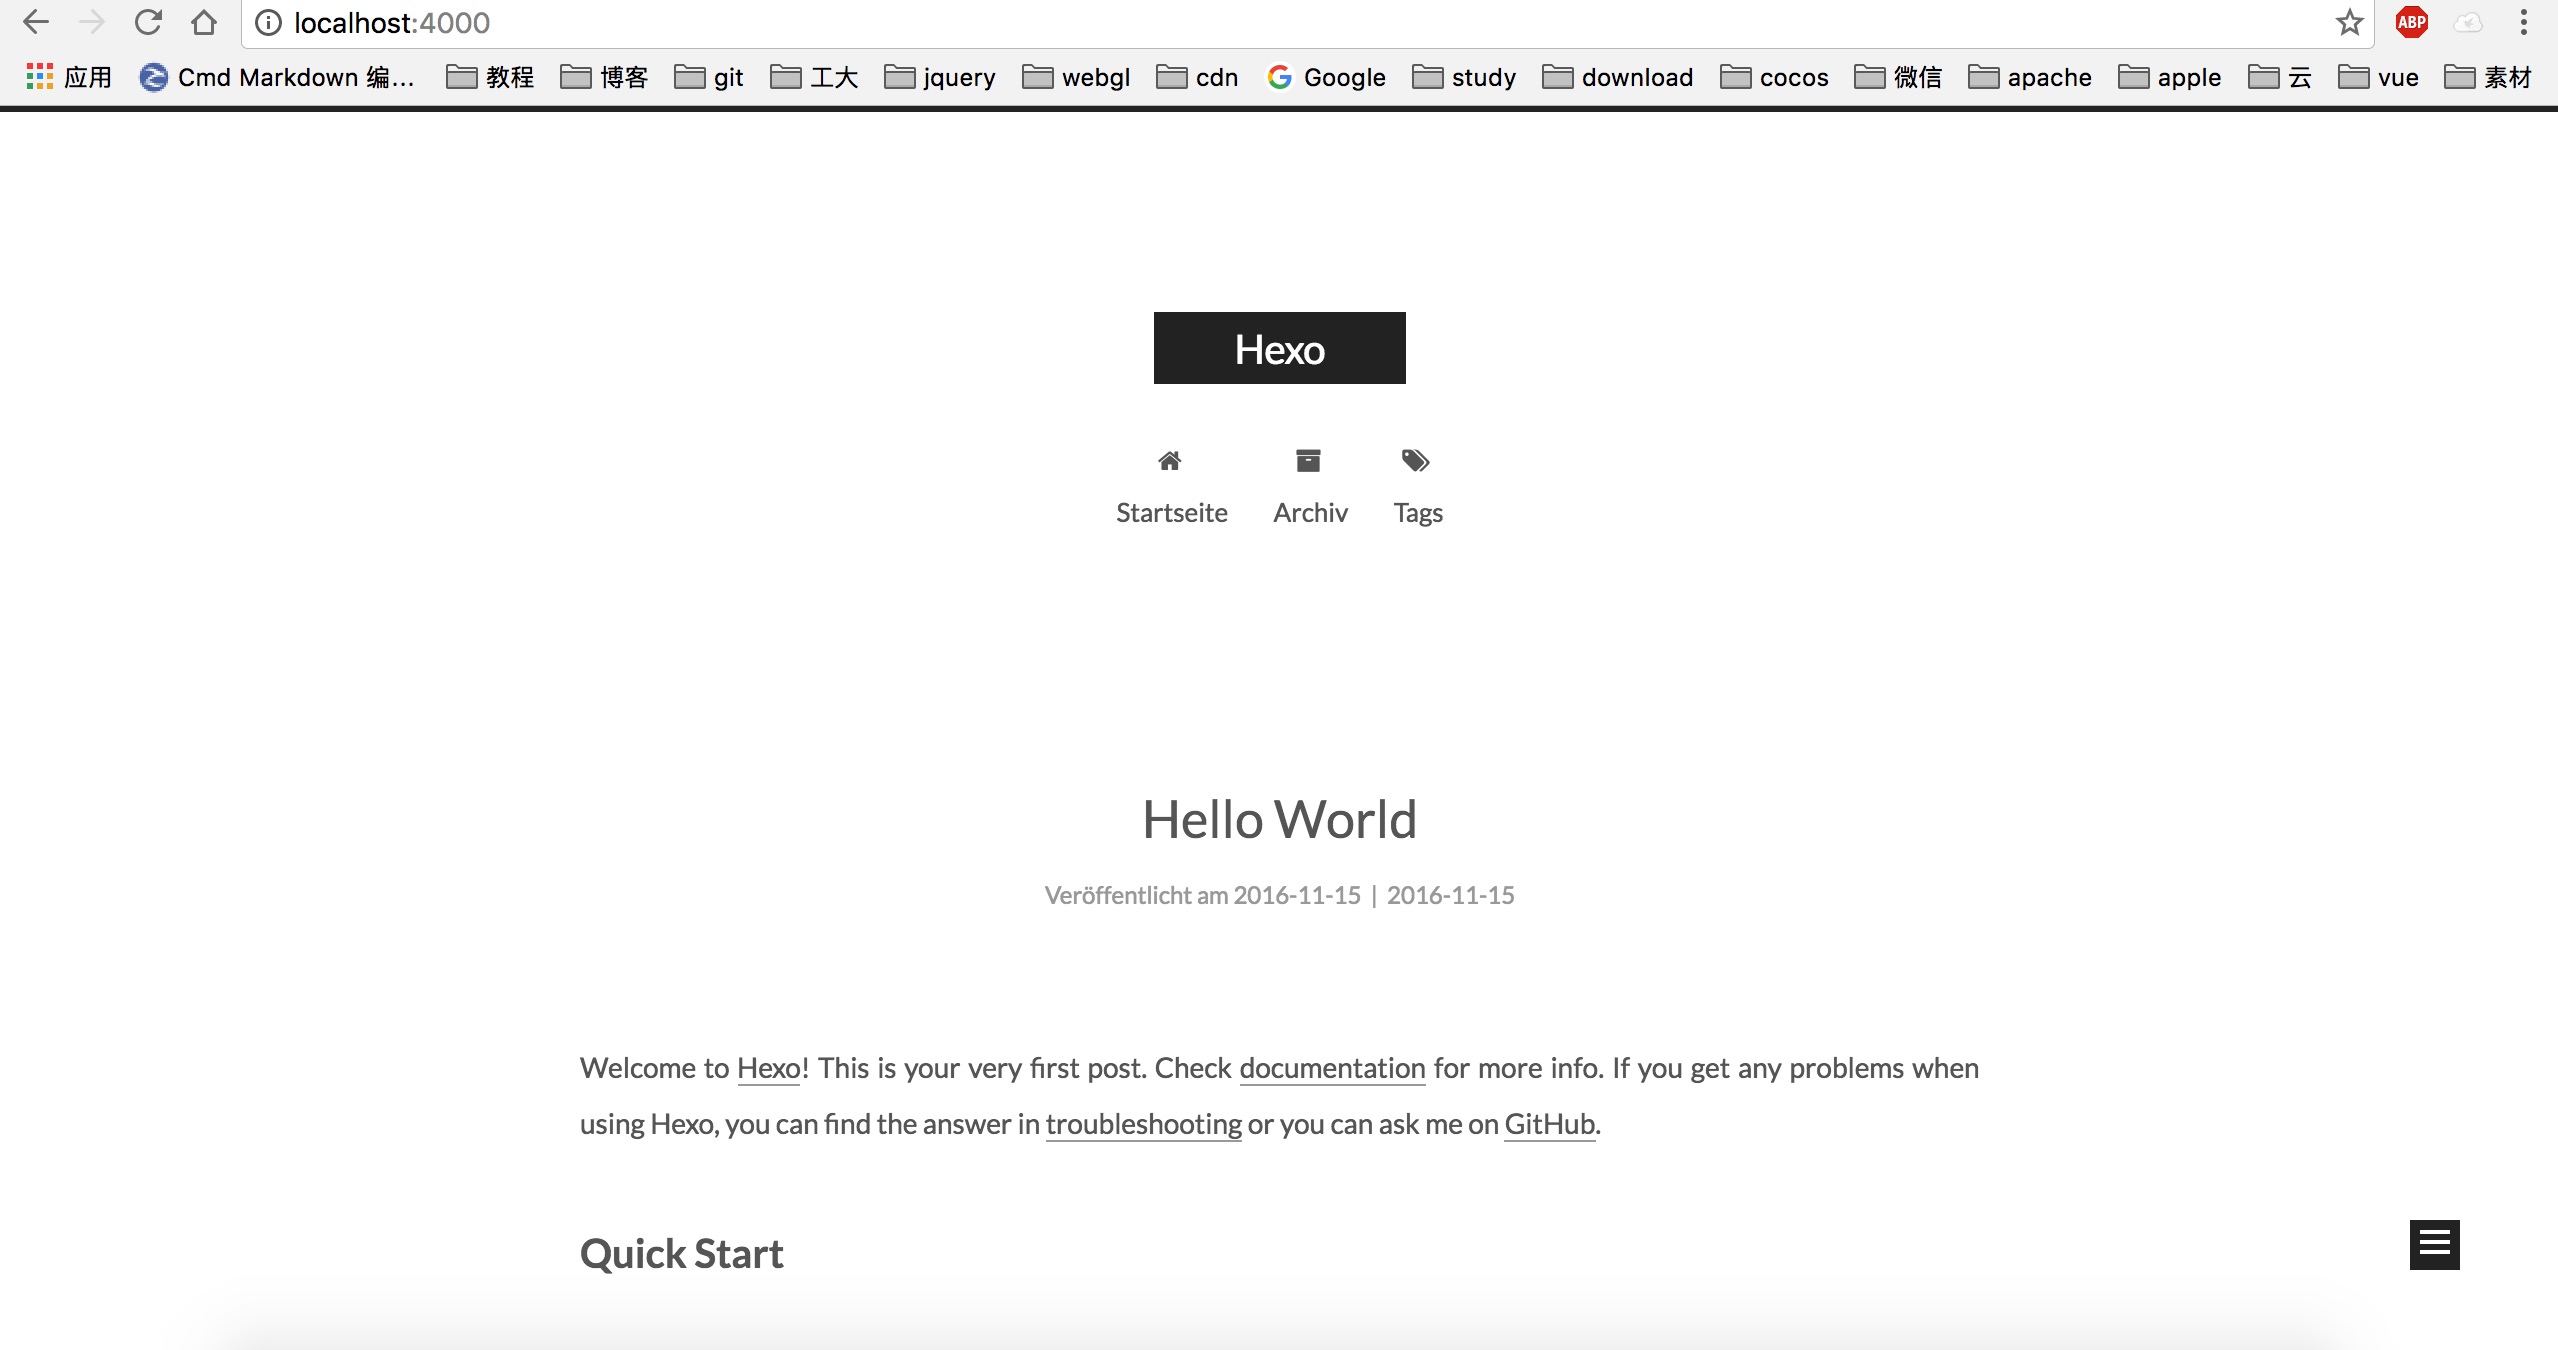 localhost:4000
ABP
应用 Cmd Markdown 编... 教程 博客 git 工大 jquery webgl cdn Google study download cocos 微信 apache apple 云 vue 素材
Hexo
Startseite Archiv Tags
Hello World
Veröffentlicht am 2016-11-15 | 2016-11-15
Welcome to Hexo! This is your very first post. Check documentation for more info. If you get any problems when
using Hexo, you can find the answer in troubleshooting or you can ask me on GitHub.
Quick Start